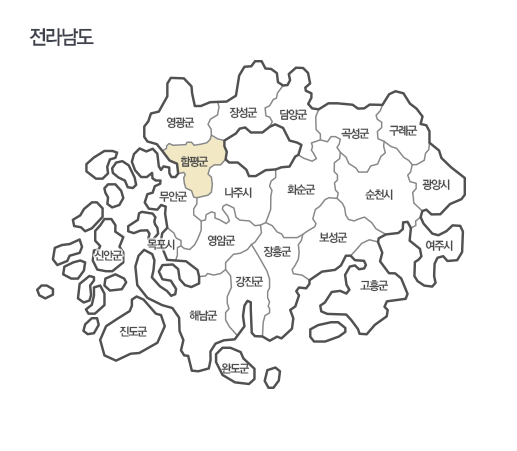 전라남도
장성군
담양군
영광군
곡성군
구례군
함평군
광양시
무안군
나주시
화순군
순천시
목포시
영암군
장흥군
보성군
여주시
신안군
강진군
고흥군
해남군
진도군
완도군